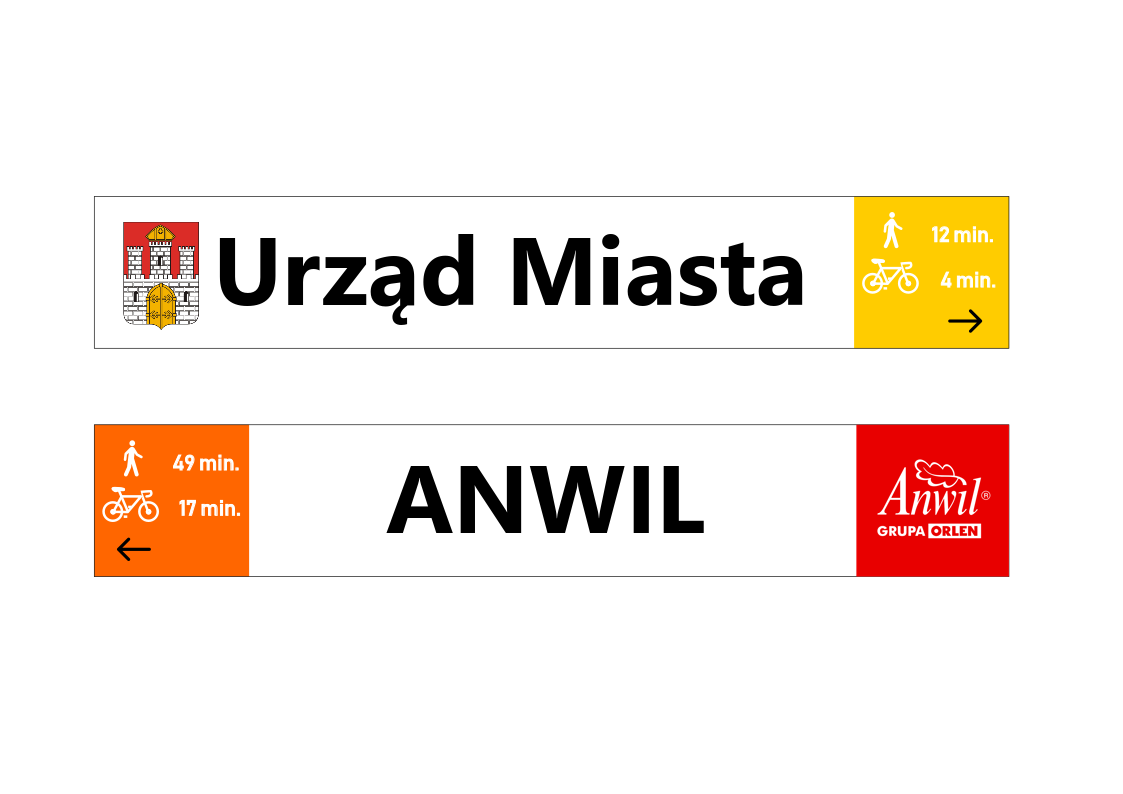 Urząd Miasta
12 min.
4 min.
49 min.
17 min.
ANWIL
Anwil®
GRUPA ORLEN